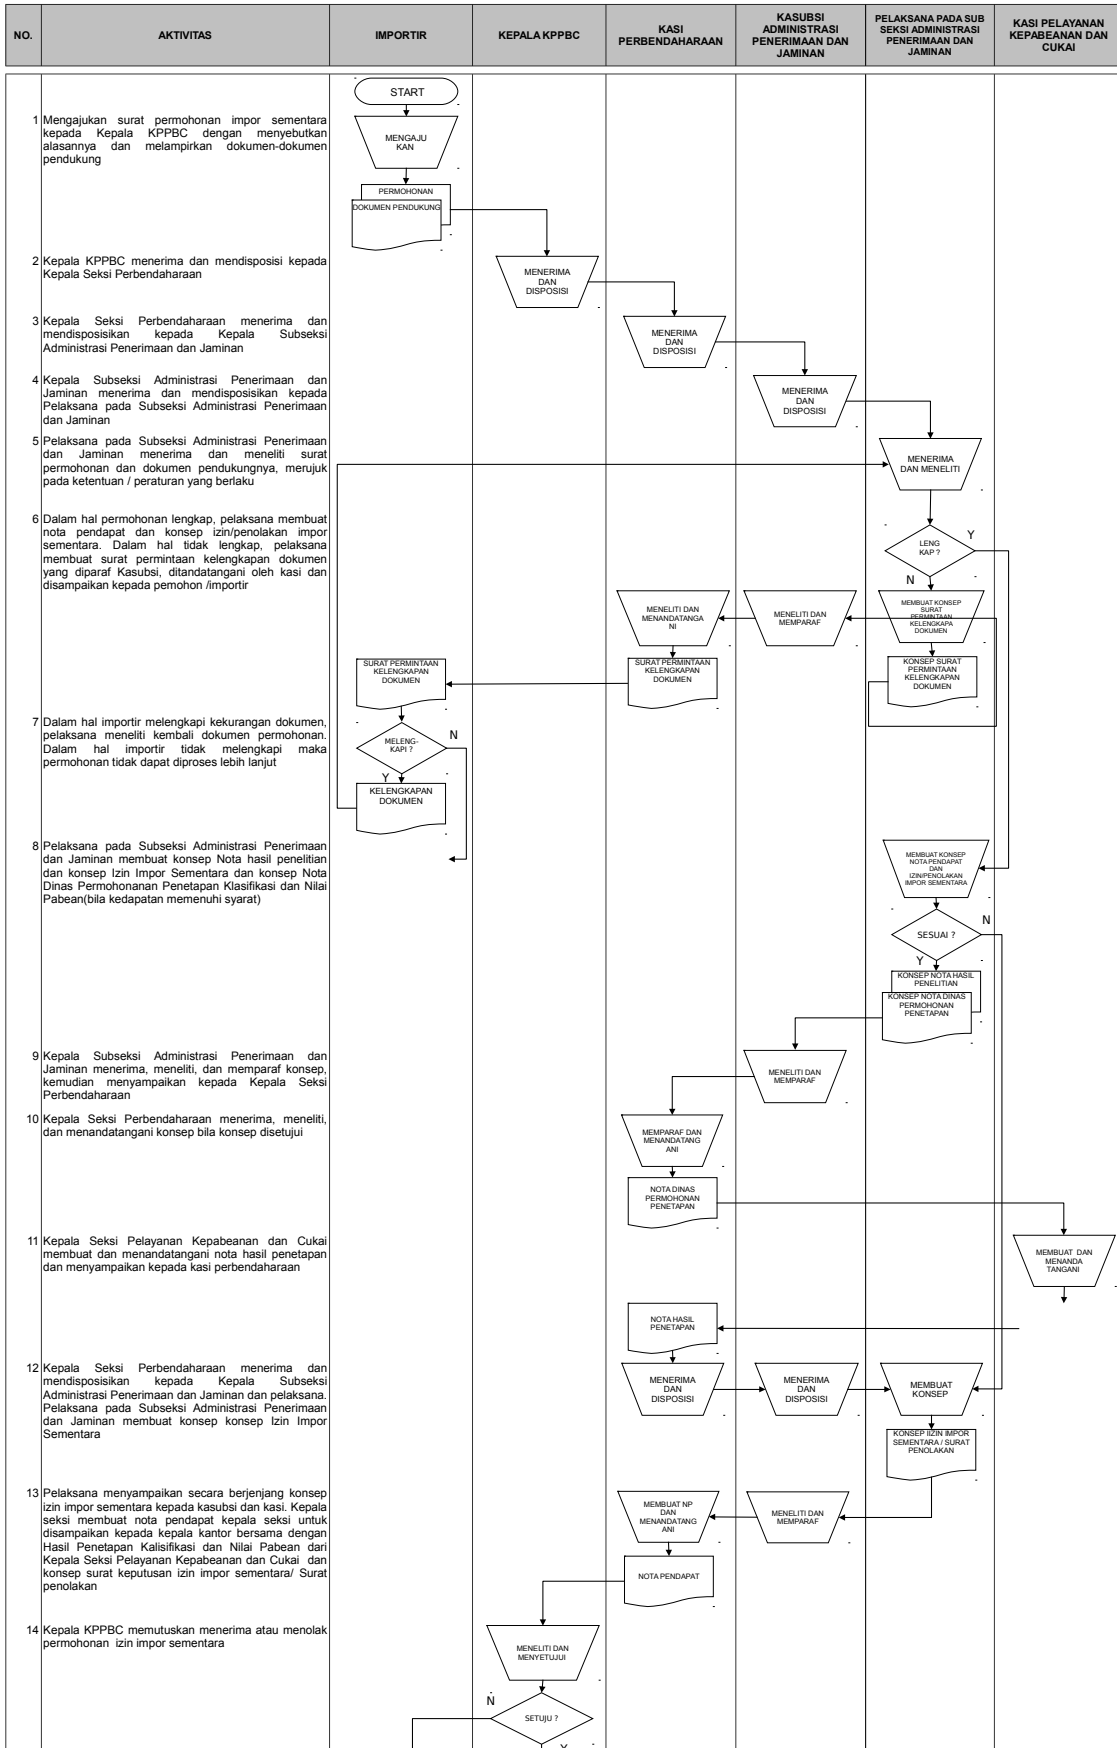 NO.
AKTIVITAS
IMPORTIR
KEPALA KPPBC
KASI
PERBENDAHARAAN
KASUBSI
ADMINISTRASI
PENERIMAAN DAN
JAMINAN
PELAKSANA PADA SUB
SEKSI ADMINISTRASI
PENERIMAAN DAN
JAMINAN
KASI PELAYANAN
KEPABEANAN DAN
CUKAI
START
1 Mengajukan surat permohonan impor sementara
kepada Kepala KPPBC dengan menyebutkan
alasannya dan melampirkan dokumen-dokumen
pendukung
MENGAJU
KAN
PERMOHONAN
DOKUMEN PENDUKUNG
2 Kepala KPPBC menerima dan mendisposisi kepada
Kepala Seksi Perbendaharaan
MENERIMA
DAN
DISPOSISI
3 Kepala Seksi Perbendaharaan menerima dan
mendisposisikan kepada Kepala Subseksi
Administrasi Penerimaan dan Jaminan
MENERIMA
DAN
DISPOSISI
4 Kepala Subseksi Administrasi Penerimaan dan
Jaminan menerima dan mendisposisikan kepada
Pelaksana pada Subseksi Administrasi Penerimaan
dan Jaminan
MENERIMA
DAN
DISPOSISI
5 Pelaksana pada Subseksi Administrasi Penerimaan
dan Jaminan menerima dan meneliti surat
permohonan dan dokumen pendukungnya, merujuk
pada ketentuan / peraturan yang berlaku
MENERIMA
DAN MENELITI
6 Dalam hal permohonan lengkap, pelaksana membuat
nota pendapat dan konsep izin/penolakan impor
sementara. Dalam hal tidak lengkap, pelaksana
membuat surat permintaan kelengkapan dokumen
yang diparaf Kasubsi, ditandatangani oleh kasi dan
disampaikan kepada pemohon /importir
LENG
KAP ?
Y
N
MEMBUAT KONSEP
SURAT
PERMINTAAN
KELENGKAPA
DOKUMEN
MENELITI DAN
MEMPARAF
MENELITI DAN
MENANDATANGA
NI
KONSEP SURAT
PERMINTAAN
KELENGKAPAN
DOKUMEN
SURAT PERMINTAAN
KELENGKAPAN
DOKUMEN
SURAT PERMINTAAN
KELENGKAPAN
DOKUMEN
7 Dalam hal importir melengkapi kekurangan dokumen,
pelaksana meneliti kembali dokumen permohonan.
Dalam hal importir tidak melengkapi maka
permohonan tidak dapat diproses lebih lanjut
MELENG-
KAPI ?
N
Y
KELENGKAPAN
DOKUMEN
8 Pelaksana pada Subseksi Administrasi Penerimaan
dan Jaminan membuat konsep Nota hasil penelitian
dan konsep Izin Impor Sementara dan konsep Nota
Dinas Permohonanan Penetapan Klasifikasi dan Nilai
Pabean(bila kedapatan memenuhi syarat)
MEMBUAT KONSEP
NOTA PENDAPAT
DAN
IZIN/PENOLAKAN
IMPOR SEMENTARA
SESUAI ?
N
Y
KONSEP NOTA HASIL
PENELITIAN
KONSEP NOTA DINAS
PERMOHONAN
PENETAPAN
9 Kepala Subseksi Administrasi Penerimaan dan
Jaminan menerima, meneliti, dan memparaf konsep,
kemudian menyampaikan kepada Kepala Seksi
Perbendaharaan
MENELITI DAN
MEMPARAF
10 Kepala Seksi Perbendaharaan menerima, meneliti,
dan menandatangani konsep bila konsep disetujui
MEMPARAF DAN
MENANDATANG
ANI
NOTA DINAS
PERMOHONAN
PENETAPAN
11 Kepala Seksi Pelayanan Kepabeanan dan Cukai
membuat dan menandatangani nota hasil penetapan
dan menyampaikan kepada kasi perbendaharaan
MEMBUAT DAN
MENANDA
TANGANI
NOTA HASIL
PENETAPAN
12 Kepala Seksi Perbendaharaan menerima dan
mendisposisikan kepada Kepala Subseksi
Administrasi Penerimaan dan Jaminan dan pelaksana.
Pelaksana pada Subseksi Administrasi Penerimaan
dan Jaminan membuat konsep konsep Izin Impor
Sementara
MENERIMA
DAN
DISPOSISI
MENERIMA
DAN
DISPOSISI
MEMBUAT
KONSEP
KONSEP IIZIN IMPOR
SEMENTARA / SURAT
PENOLAKAN
13 Pelaksana menyampaikan secara berjenjang konsep
izin impor sementara kepada kasubsi dan kasi. Kepala
seksi membuat nota pendapat kepala seksi untuk
disampaikan kepada kepala kantor bersama dengan
Hasil Penetapan Kalisifikasi dan Nilai Pabean dari
Kepala Seksi Pelayanan Kepabeanan dan Cukai dan
konsep surat keputusan izin impor sementara/ Surat
penolakan
MEMBUAT NP
DAN
MENANDATANG
ANI
MENELITI DAN
MEMPARAF
NOTA PENDAPAT
14 Kepala KPPBC memutuskan menerima atau menolak
permohonan izin impor sementara
MENELITI DAN
MENYETUJUI
N
SETUJU ?
Y